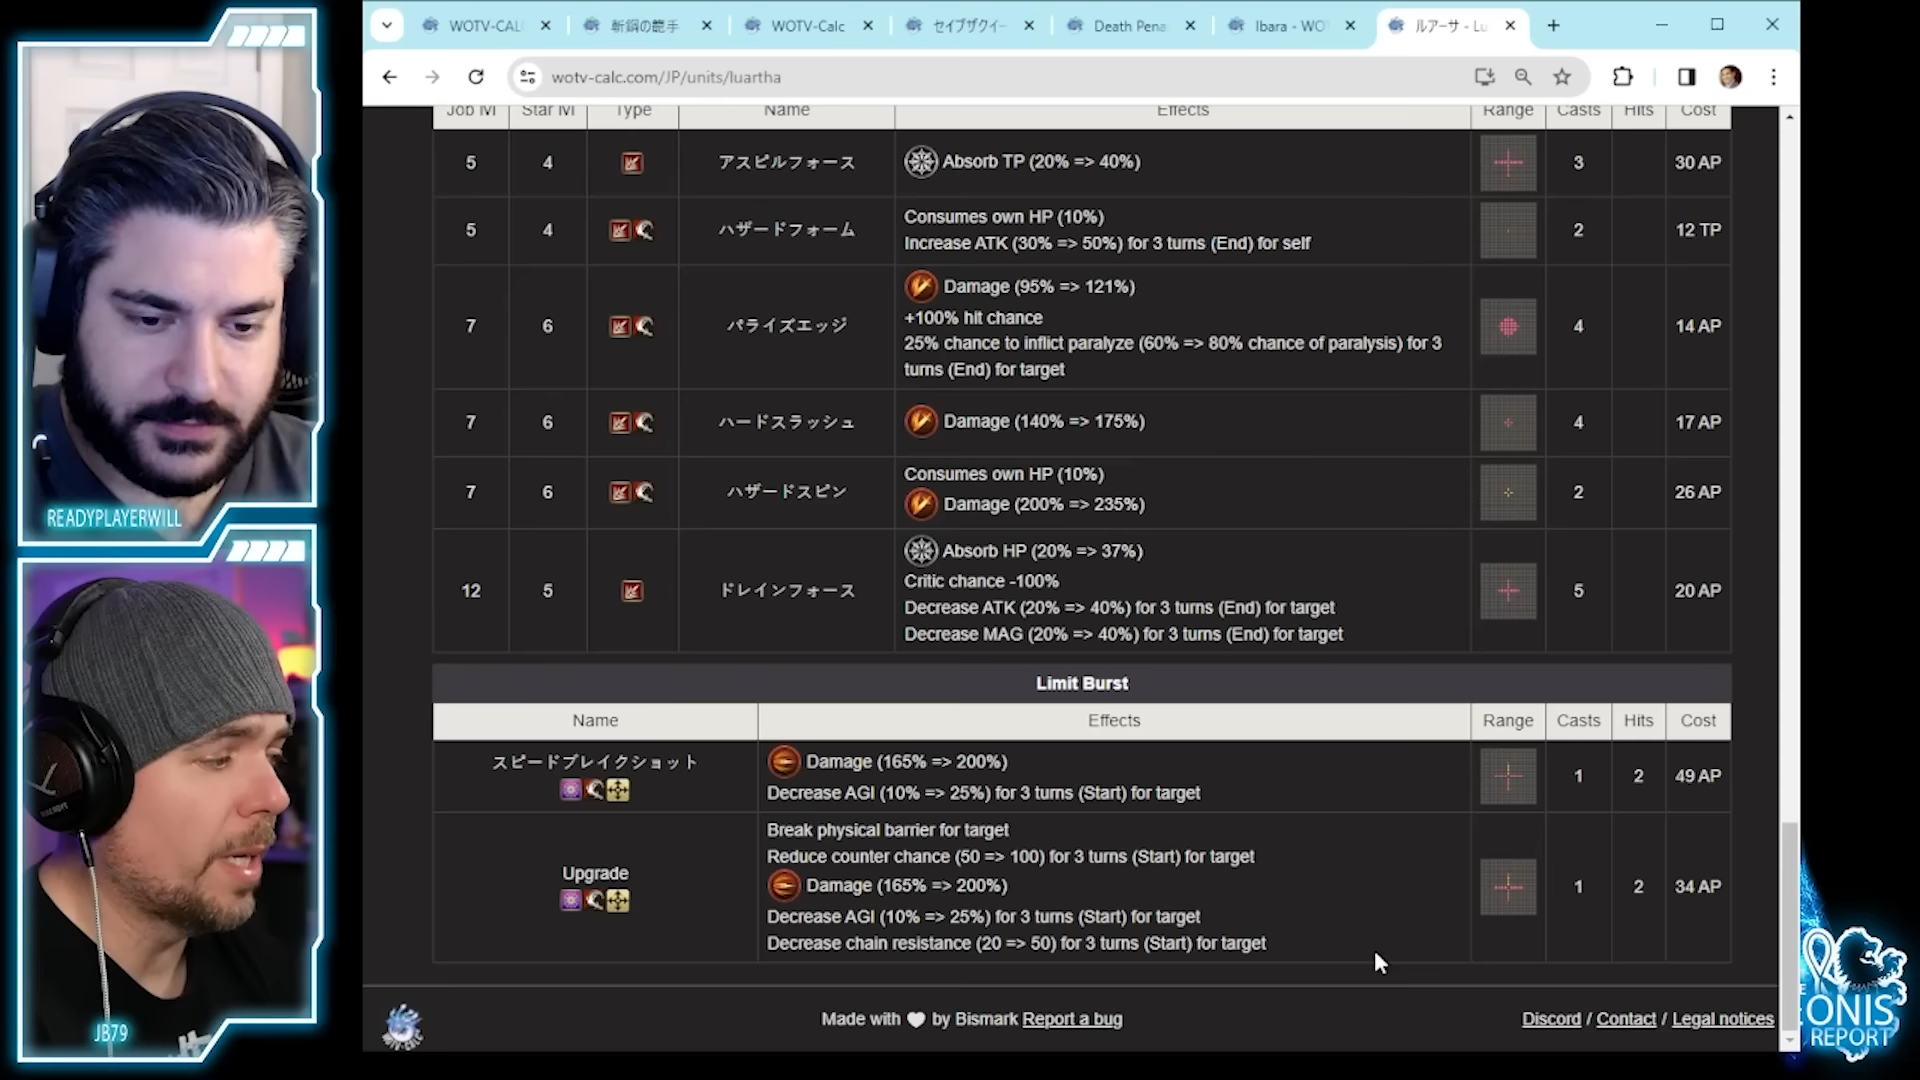 WOTV-CAL
斬鋼の籠手
WOTV-Calc
セイブザクイー
Death Pena
Ibara - WO
ルアーサ - Lu
wotv-calc.com/JP/units/luartha
Job lvl
Star lvl
Type
Name
Effects
Range
Casts
Hits
Cost
5
4
アスピルフォース
Absorb TP (20% => 40%)
3
30 AP
5
4
ハザードフォーム
Consumes own HP (10%)
Increase ATK (30% => 50%) for 3 turns (End) for self
2
12 TP
7
6
パライズエッジ
Damage (95% => 121%)
+100% hit chance
25% chance to inflict paralyze (60% => 80% chance of paralysis) for 3
turns (End) for target
4
14 AP
7
6
ハードスラッシュ
Damage (140% => 175%)
4
17 AP
7
6
ハザードスピン
Consumes own HP (10%)
Damage (200% => 235%)
2
26 AP
12
5
ドレインフォース
Absorb HP (20% => 37%)
Critic chance -100%
Decrease ATK (20% => 40%) for 3 turns (End) for target
Decrease MAG (20% => 40%) for 3 turns (End) for target
5
20 AP
Limit Burst
Name
Effects
Range
Casts
Hits
Cost
スピードブレイクショット
Damage (165% => 200%)
Decrease AGI (10% => 25%) for 3 turns (Start) for target
1
2
49 AP
Upgrade
Break physical barrier for target
Reduce counter chance (50 => 100) for 3 turns (Start) for target
Damage (165% => 200%)
Decrease AGI (10% => 25%) for 3 turns (Start) for target
Decrease chain resistance (20 => 50) for 3 turns (Start) for target
1
2
34 AP
WOTV-CALC
Made with by Bismark Report a bug
Discord / Contact / Legal notices
READYPLAYERWILL
JB79
ONIS
REPORT